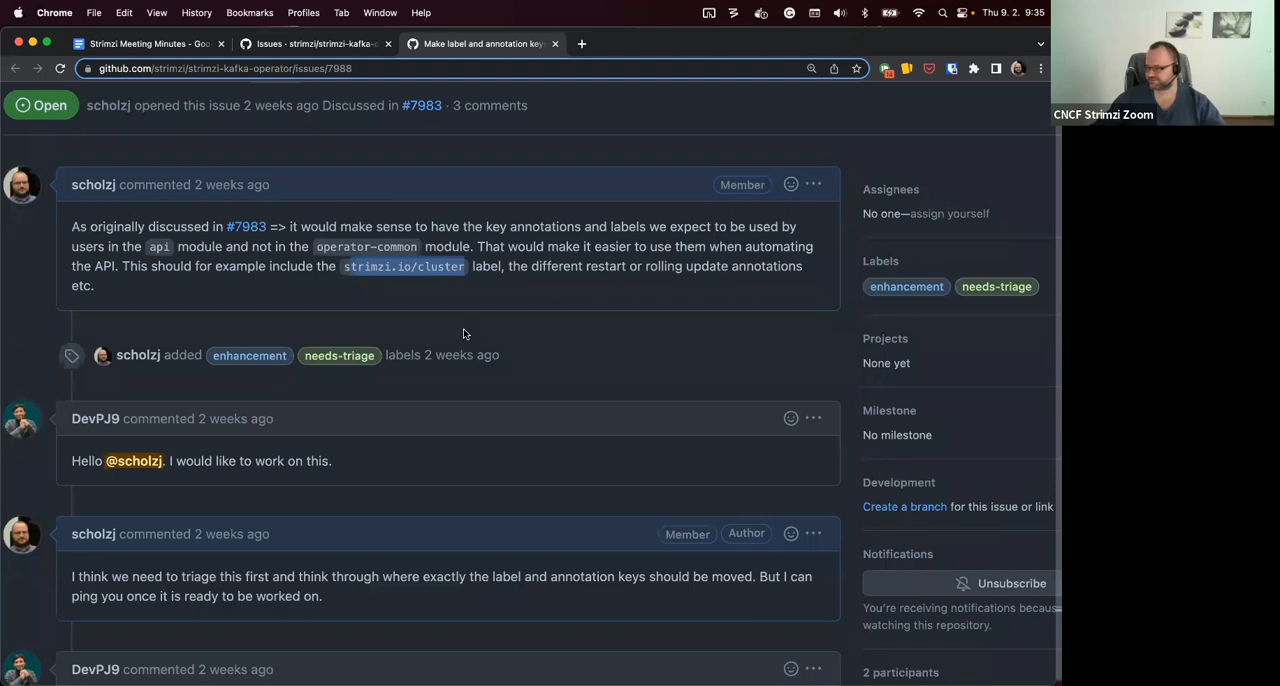 Chrome File Edit View History Bookmarks Profiles Tab Window Help Thu 9. 2. 9:35
Strimzi Meeting Minutes - Goo Issues · strimzi/strimzi-kafka-o Make label and annotation key
github.com/strimzi/strimzi-kafka-operator/issues/7988
CNCF Strimzi Zoom
Open scholzj opened this issue 2 weeks ago Discussed in #7983 · 3 comments
scholzj commented 2 weeks ago Member
As originally discussed in #7983 => it would make sense to have the key annotations and labels we expect to be used by
users in the api module and not in the operator-common module. That would make it easier to use them when automating
the API. This should for example include the strimzi.io/cluster label, the different restart or rolling update annotations
etc.
scholzj added enhancement needs-triage labels 2 weeks ago
DevPJ9 commented 2 weeks ago
Hello @scholzj. I would like to work on this.
scholzj commented 2 weeks ago Member Author
I think we need to triage this first and think through where exactly the label and annotation keys should be moved. But I can
ping you once it is ready to be worked on.
DevPJ9 commented 2 weeks ago
Assignees
No one—assign yourself
Labels
enhancement needs-triage
Projects
None yet
Milestone
No milestone
Development
Create a branch for this issue or link
Notifications
Unsubscribe
You're receiving notifications becaus
watching this repository.
2 participants